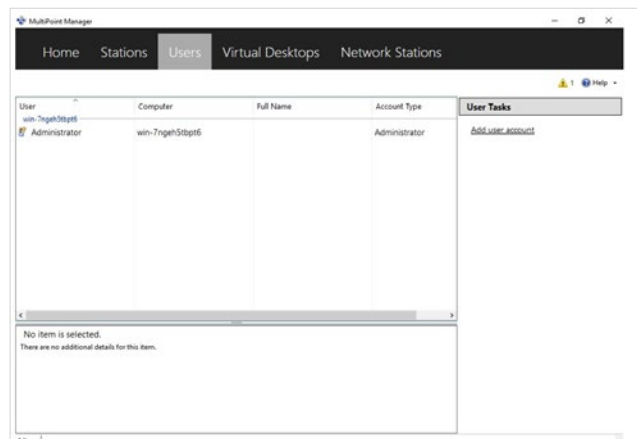 MultiPoint Manager
Home Stations Users Virtual Desktops Network Stations
1 Help
User Computer Full Name Account Type User Tasks
win-7ngeh5tbpt6
Administrator win-7ngeh5tbpt6 Administrator Add user account
No item is selected.
There are no additional details for this item.